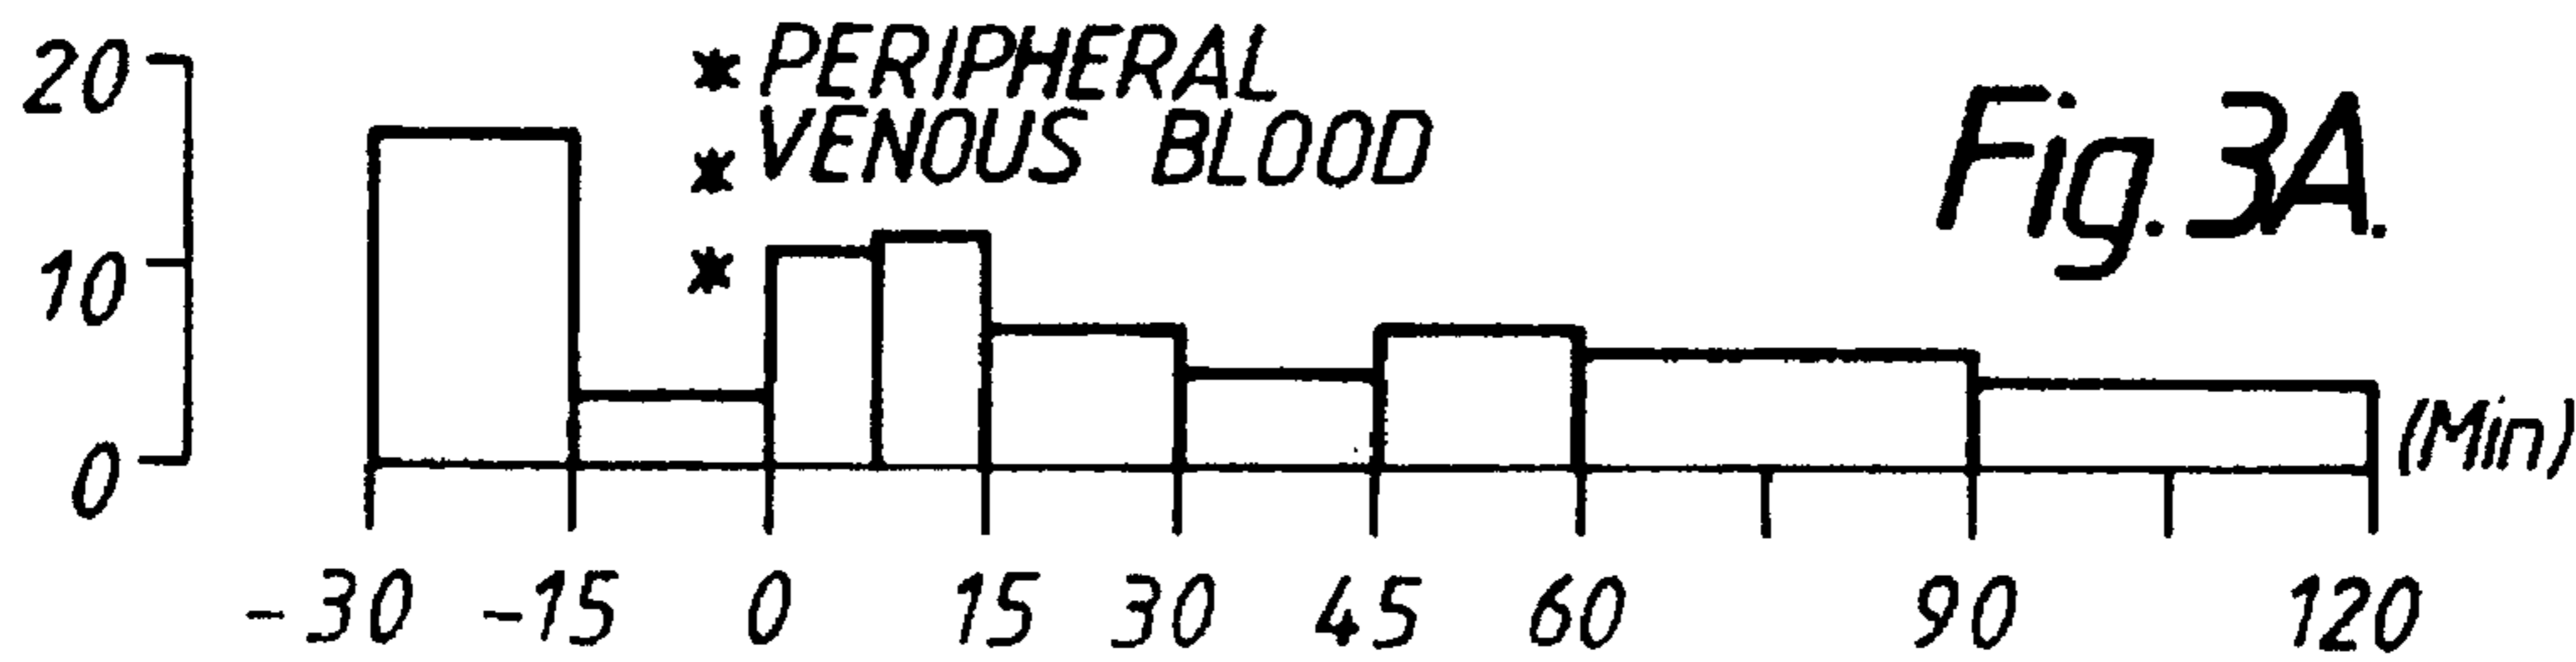 20
* PERIPHERAL
* VENOUS BLOOD
*
Fig. 3A.
10
0
(Min)
-30 -15 0 15 30 45 60 90 120